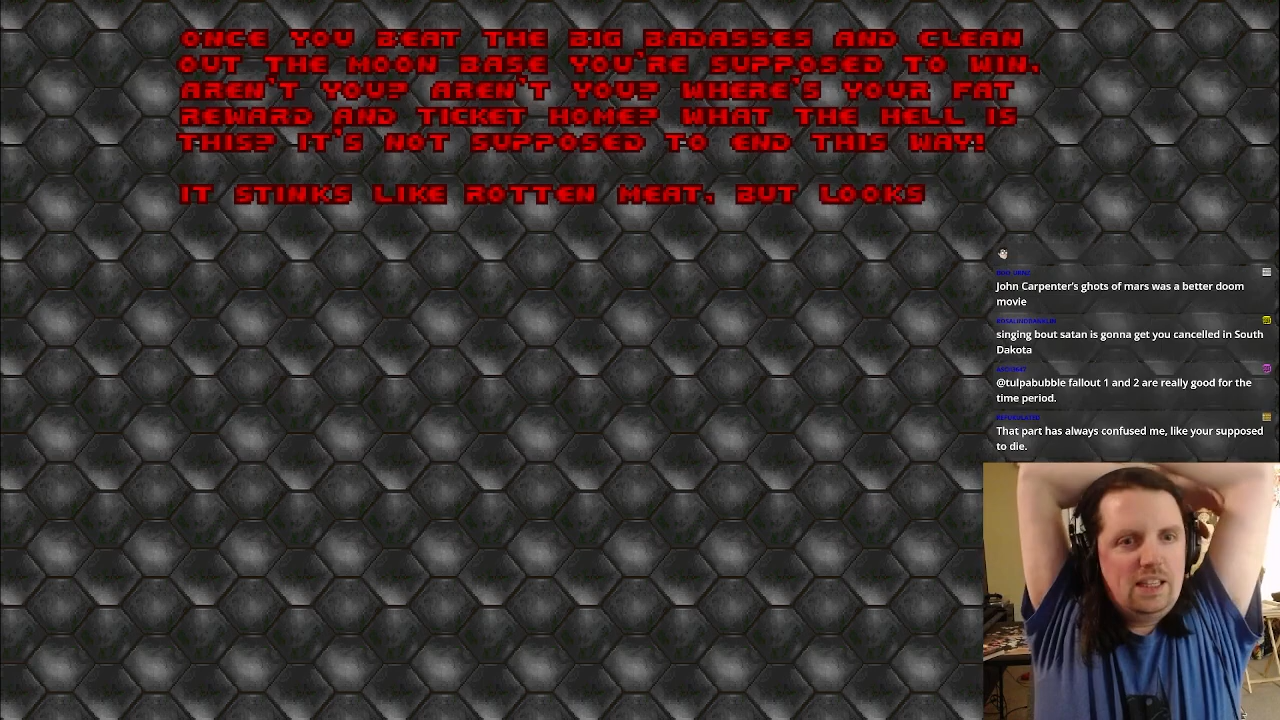 ONCE YOU BEAT THE BIG BADASSES AND CLEAN
OUT THE MOON BASE YOU'RE SUPPOSED TO WIN,
AREN'T YOU? AREN'T YOU? WHERE'S YOUR FAT
REWARD AND TICKET HOME? WHAT THE HELL IS
THIS? IT'S NOT SUPPOSED TO END THIS WAY!
IT STINKS LIKE ROTTEN MEAT, BUT LOOKS
John Carpenter's ghots of mars was a better doom
movie
singing bout satan is gonna get you cancelled in South
Dakota
@tulpabubble fallout 1 and 2 are really good for the
time period.
That part has always confused me, like your supposed
to die.